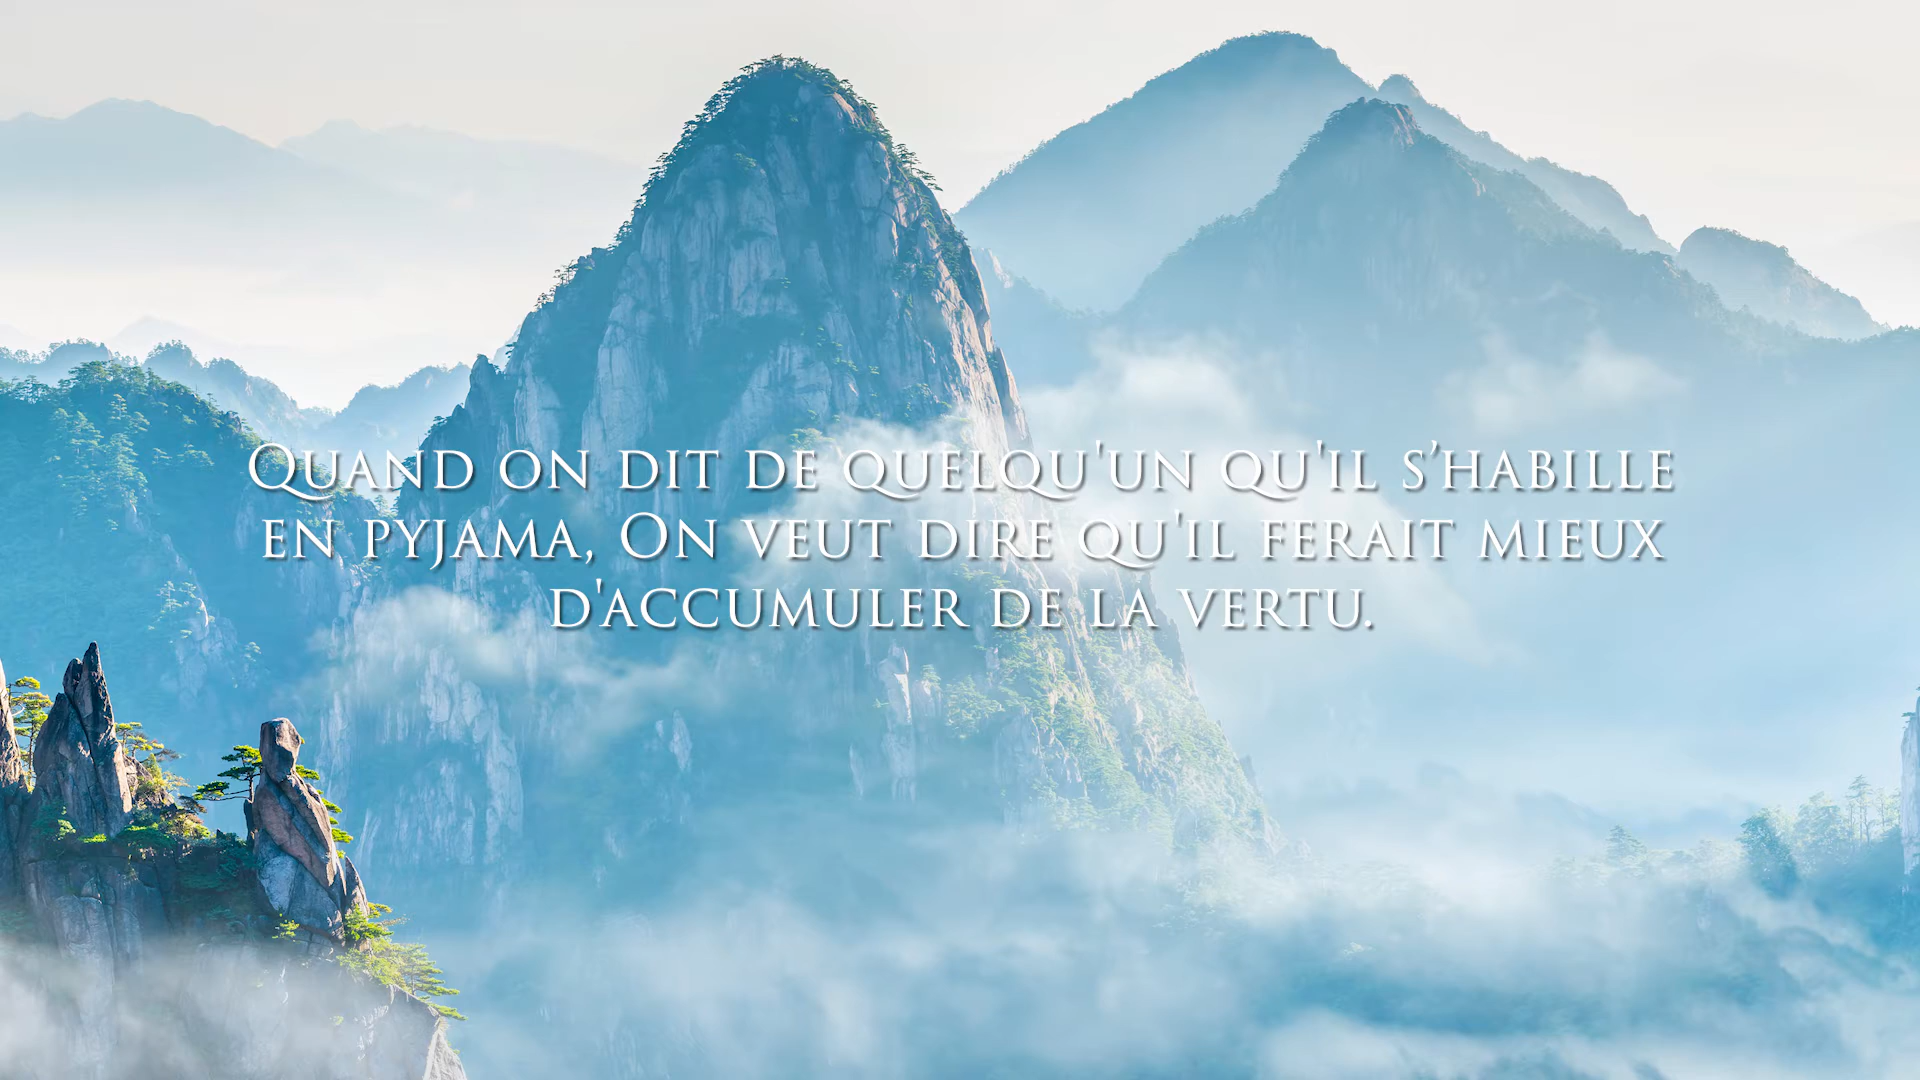 Quand on dit de quelqu'un qu'il s’habille
en pyjama, On veut dire qu'il ferait mieux
d'accumuler de la vertu.